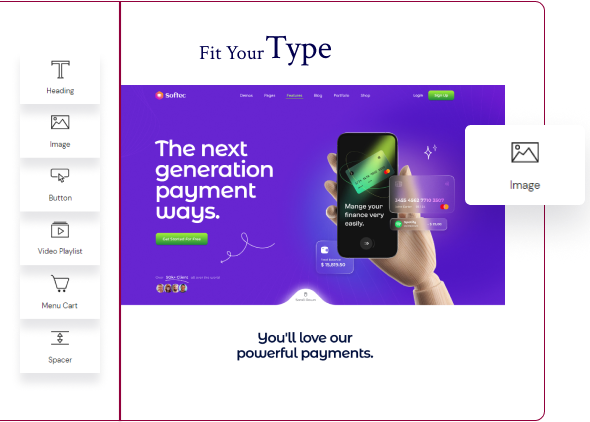 Fit Your Type
Heading
Image
Button
Video Playlist
Menu Cart
Spacer
Softec
Demos Pages Features Blog Portfolio Shop
Login Sign Up
The next
generation
payment
ways.
Get Started For Free
Mange your
finance very
easily.
$ 15,819.50
Image
You'll love our
powerful payments.